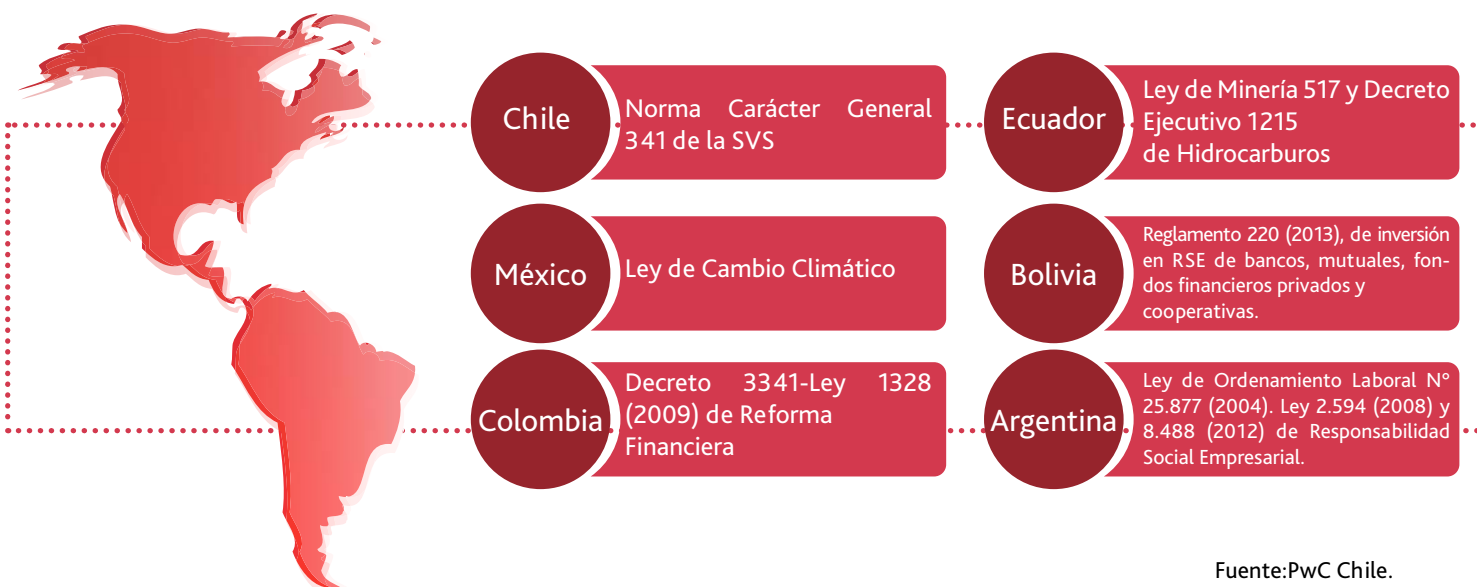 Chile
Norma Carácter General
341 de la SVS
Ecuador
Ley de Minería 517 y Decreto
Ejecutivo 1215
de Hidrocarburos
México
Ley de Cambio Climático
Bolivia
Reglamento 220 (2013), de inversión
en RSE de bancos, mutuales, fon-
dos financieros privados y
cooperativas.
Colombia
Decreto 3341-Ley 1328
(2009) de Reforma
Financiera
Argentina
Ley de Ordenamiento Laboral Nº
25.877 (2004). Ley 2.594 (2008) y
8.488 (2012) de Responsabilidad
Social Empresarial.
Fuente:PwC Chile.